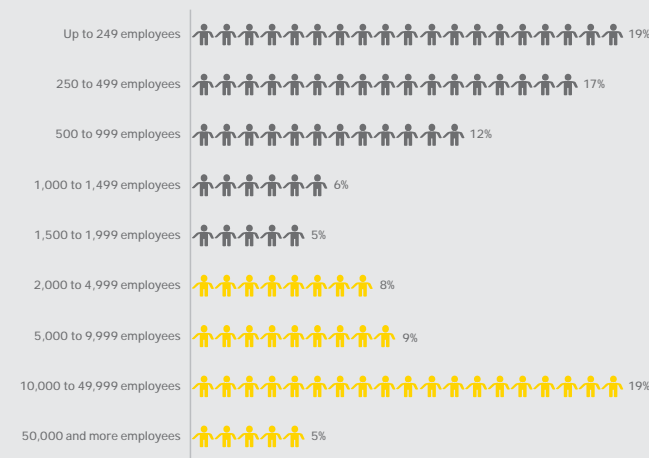 Up to 249 employees 19%
250 to 499 employees 17%
500 to 999 employees 12%
1,000 to 1,499 employees 6%
1,500 to 1,999 employees 5%
2,000 to 4,999 employees 8%
5,000 to 9,999 employees 9%
10,000 to 49,999 employees 19%
50,000 and more employees 5%